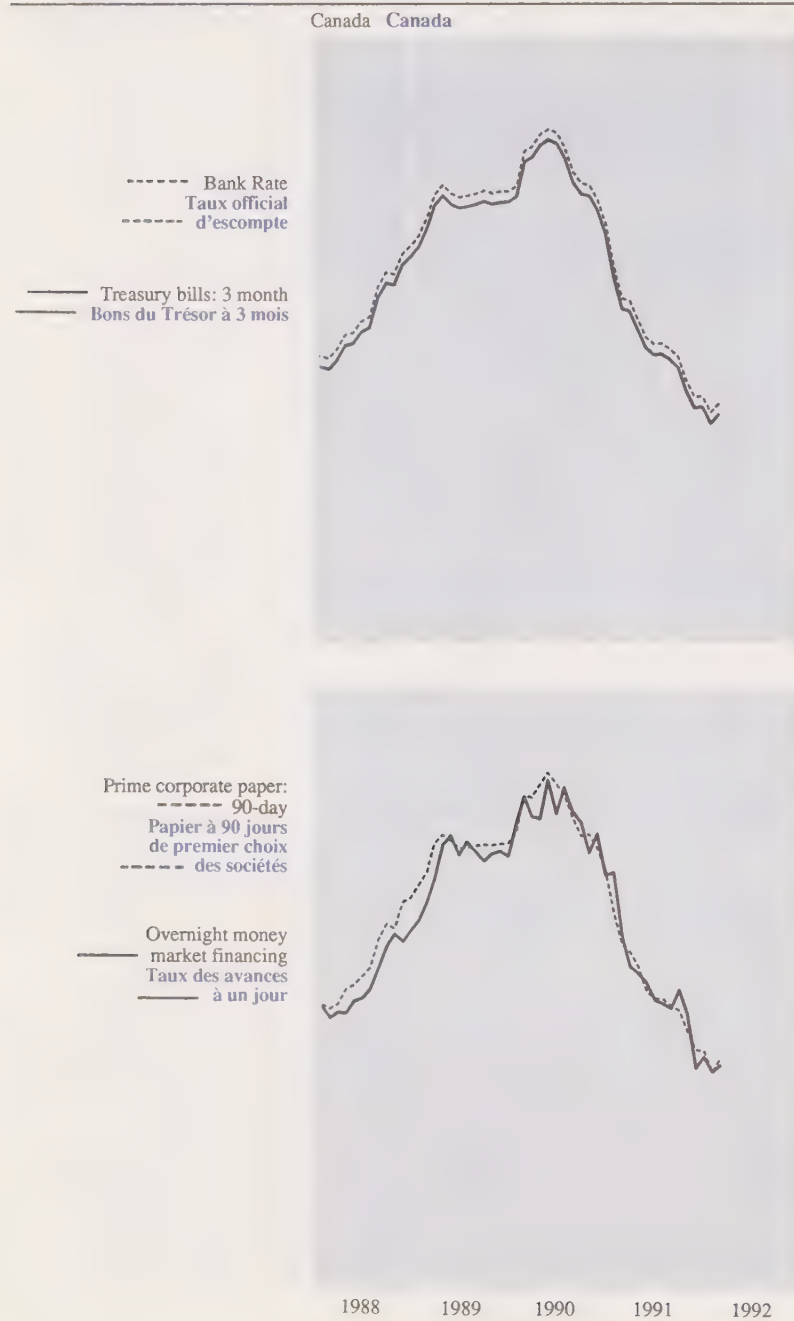 Canada Canada
Bank Rate
Taux official
d'escompte
Treasury bills: 3 month
Bons du Trésor à 3 mois
Prime corporate paper:
90-day
Papier à 90 jours
de premier choix
des sociétés
Overnight money
market financing
Taux des avances
à un jour
1988 1989 1990 1991 1992